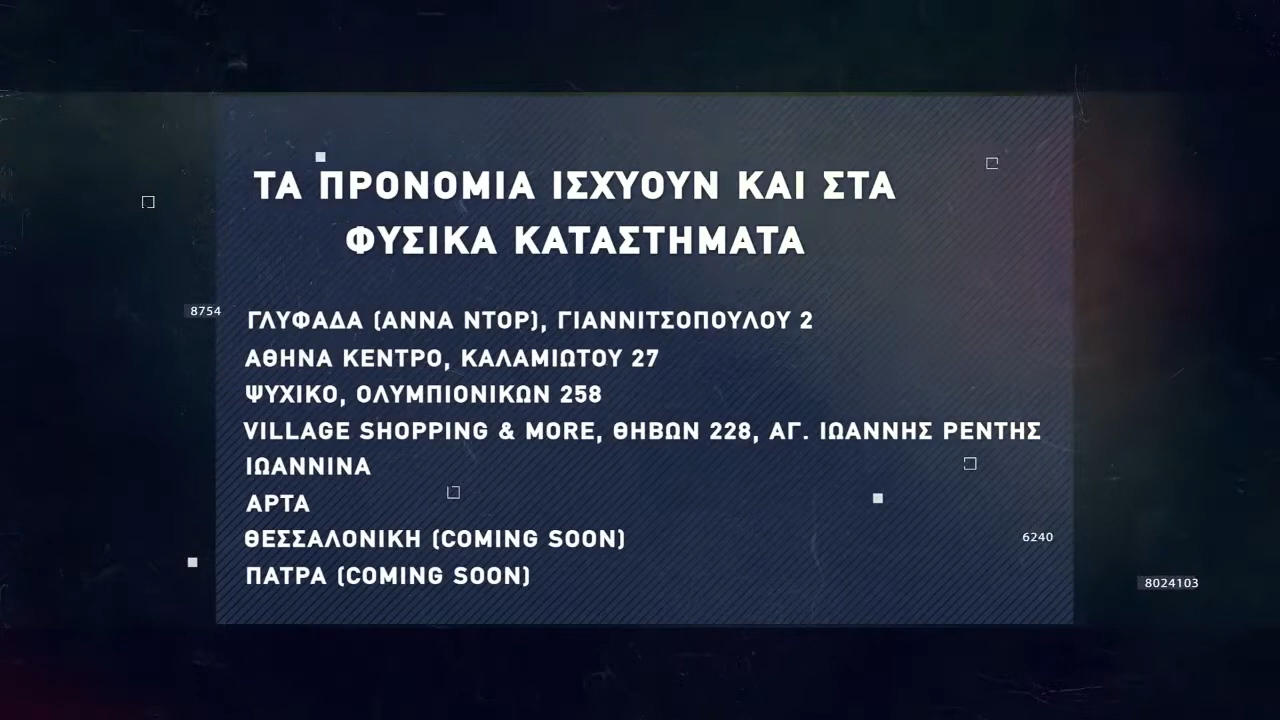 ΤΑ ΠΡΟΝΟΜΙΑ ΙΣΧΥΟΥΝ ΚΑΙ ΣΤΑ
ΦΥΣΙΚΑ ΚΑΤΑΣΤΗΜΑΤΑ
8754
ΓΛΥΦΑΔΑ (ΑΝΝΑ ΝΤΟΡ), ΓΙΑΝΝΙΤΣΟΠΟΥΛΟΥ 2
ΑΘΗΝΑ ΚΕΝΤΡΟ, ΚΑΛΑΜΙΩΤΟΥ 27
ΨΥΧΙΚΟ, ΟΛΥΜΠΙΟΝΙΚΩΝ 258
VILLAGE SHOPPING & MORE, ΘΗΒΩΝ 228, ΑΓ. ΙΩΑΝΝΗΣ ΡΕΝΤΗΣ
ΙΩΑΝΝΙΝΑ
ΑΡΤΑ
ΘΕΣΣΑΛΟΝΙΚΗ (COMING SOON)
6240
ΠΑΤΡΑ (COMING SOON)
8024103